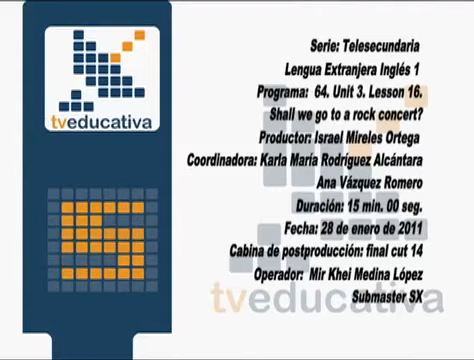 tveducativa
Serie: Telesecundaria
Lengua Extranjera Inglés 1
Programa: 64. Unit 3. Lesson 16.
Shall we go to a rock concert?
Productor: Israel Mireles Ortega
Coordinadora: Karla María Rodríguez Alcántara
Ana Vázquez Romero
Duración: 15 min. 00 seg.
Fecha: 28 de enero de 2011
Cabina de postproducción: final cut 14
Operador: Mir Khei Medina López
Submaster SX
tveducativa
5